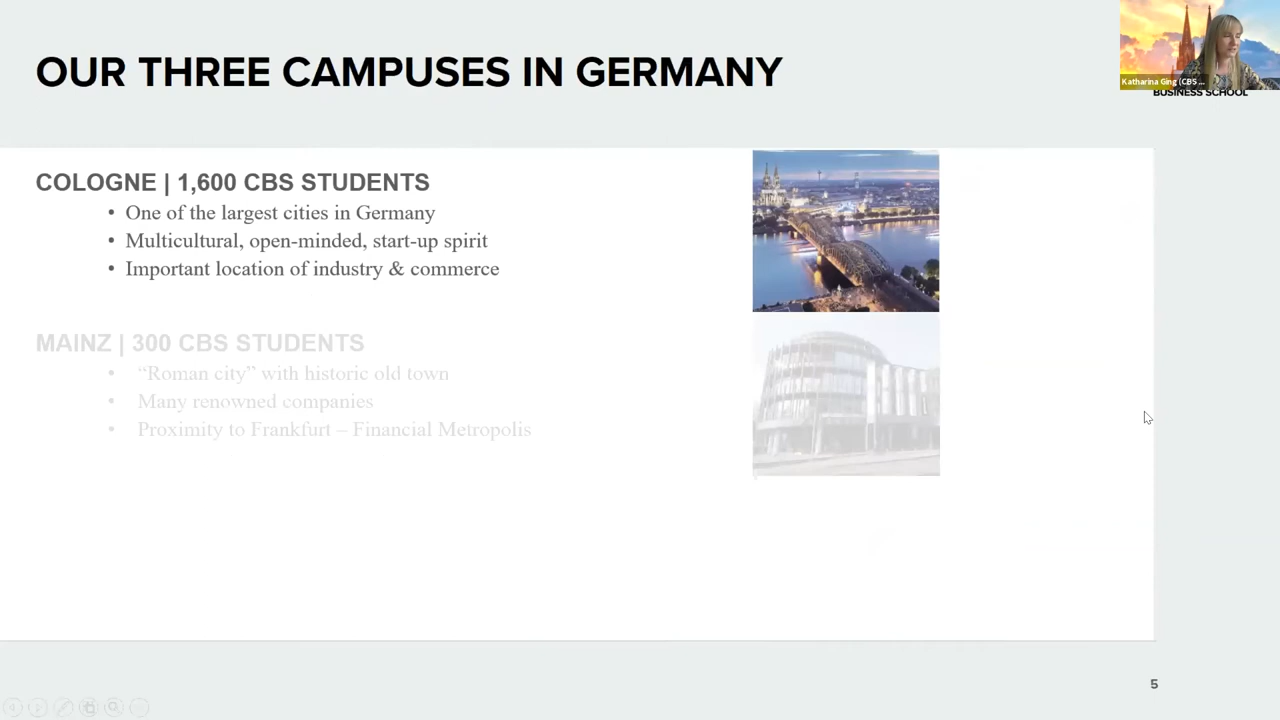 OUR THREE CAMPUSES IN GERMANY
Katharina Ging (CBS ...
BUSINESS SCHOOL
COLOGNE | 1,600 CBS STUDENTS
• One of the largest cities in Germany
• Multicultural, open-minded, start-up spirit
• Important location of industry & commerce
MAINZ | 300 CBS STUDENTS
• “Roman city” with historic old town
• Many renowned companies
• Proximity to Frankfurt – Financial Metropolis
5